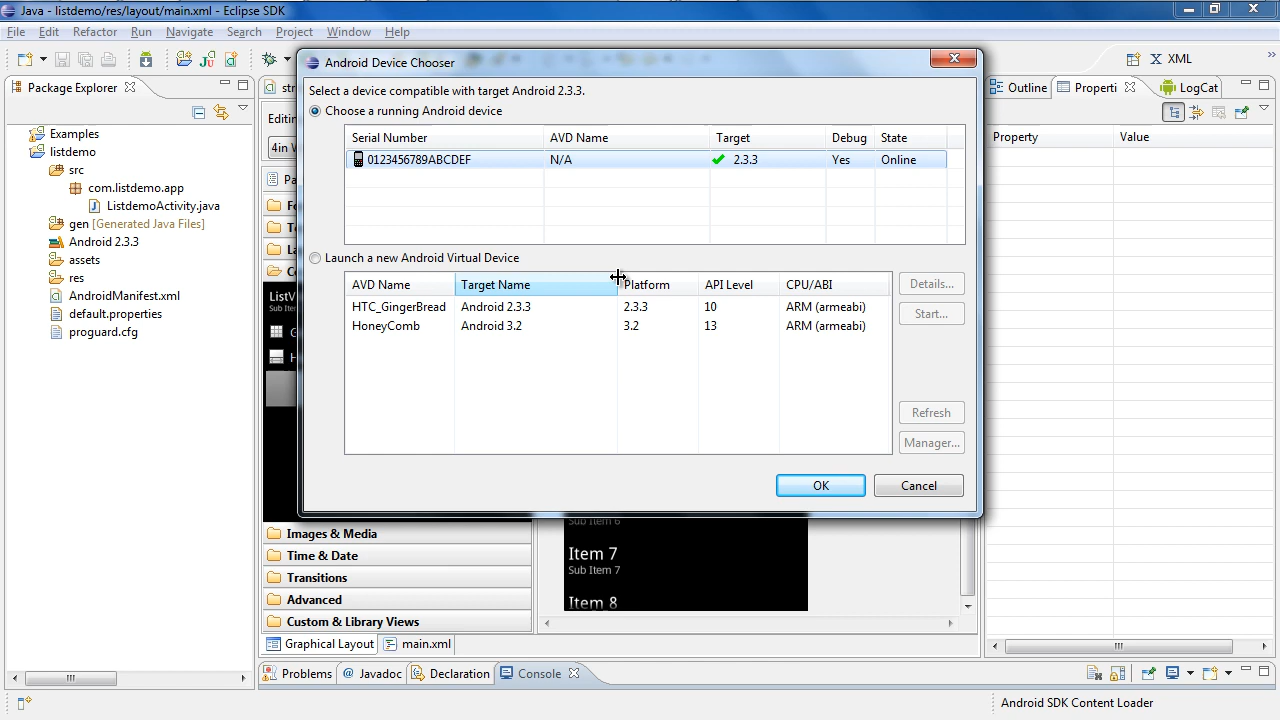 Java - listdemo/res/layout/main.xml - Eclipse SDK
File Edit Refactor Run Navigate Search Project Window Help
XML
Package Explorer
Outline Properti LogCat
Android Device Chooser
Select a device compatible with target Android 2.3.3.
Choose a running Android device
Serial Number AVD Name Target Debug State
0123456789ABCDEF N/A 2.3.3 Yes Online
Launch a new Android Virtual Device
AVD Name Target Name Platform API Level CPU/ABI
HTC_GingerBread Android 2.3.3 2.3.3 10 ARM (armeabi)
HoneyComb Android 3.2 3.2 13 ARM (armeabi)
Details...
Start...
Refresh
Manager...
OK Cancel
Examples
listdemo
src
com.listdemo.app
ListdemoActivity.java
gen [Generated Java Files]
Android 2.3.3
assets
res
AndroidManifest.xml
default.properties
proguard.cfg
Editin
4in W
Images & Media
Time & Date
Transitions
Advanced
Custom & Library Views
Sub Item 6
Item 7
Sub Item 7
Item 8
Graphical Layout main.xml
Property Value
Problems Javadoc Declaration Console
Android SDK Content Loader